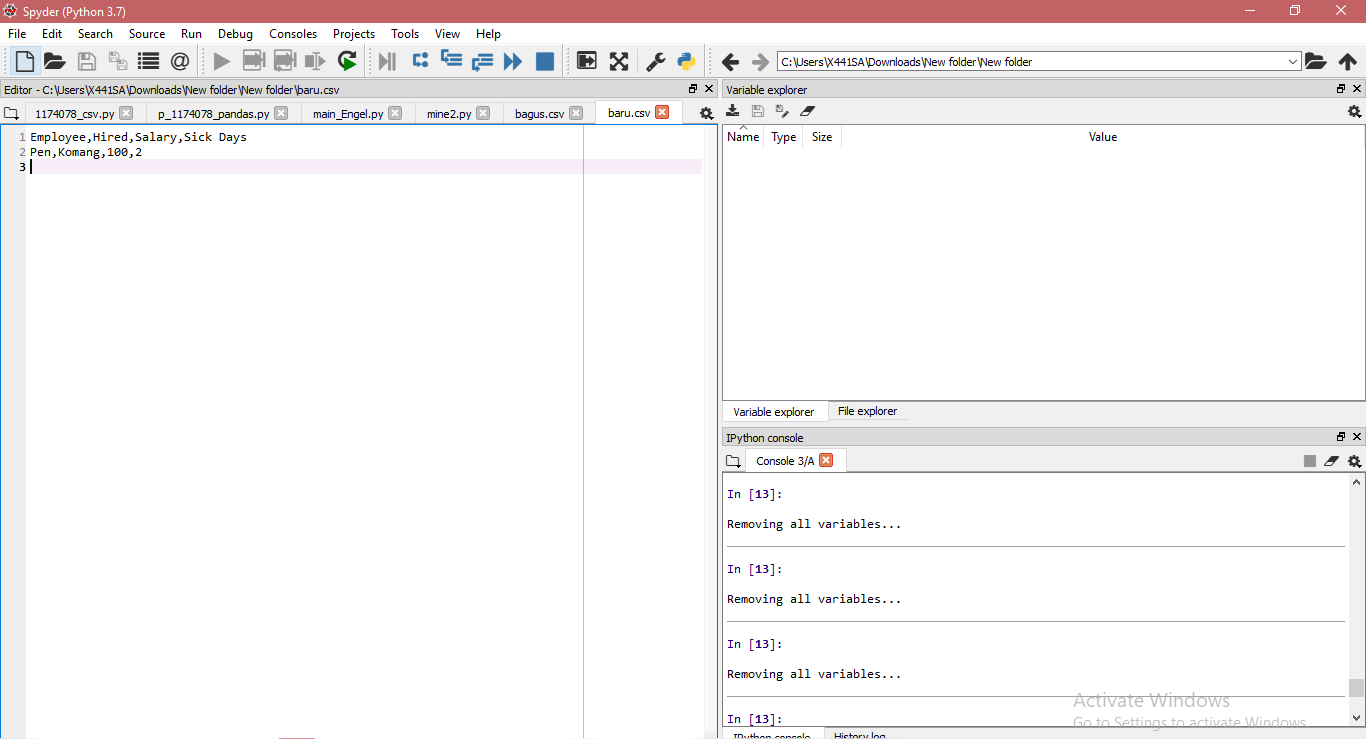 Spyder (Python 3.7)
File Edit Search Source Run Debug Consoles Projects Tools View Help
C:\Users\X441SA\Downloads\New folder\New folder
Editor - C:\Users\X441SA\Downloads\New folder\New folder\baru.csv
1174078_csv.py p_1174078_pandas.py main_Engel.py mine2.py bagus.csv baru.csv
1 Employee,Hired,Salary,Sick Days
2 Pen,Komang,100,2
3
Variable explorer
Name Type Size Value
Variable explorer File explorer
IPython console
Console 3/A
In [13]:
Removing all variables...
In [13]:
Removing all variables...
In [13]:
Removing all variables...
In [13]:
Activate Windows
Go to Settings to activate Windows.
IPython console History log